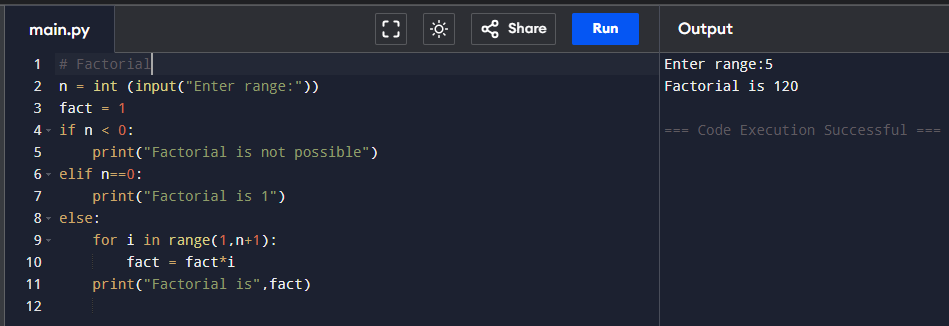 main.py
Share
Run
Output
1 # Factorial
2 n = int (input("Enter range:"))
3 fact = 1
4 if n < 0:
5     print("Factorial is not possible")
6 elif n==0:
7     print("Factorial is 1")
8 else:
9     for i in range(1,n+1):
10         fact = fact*i
11     print("Factorial is",fact)
12
Enter range:5
Factorial is 120
=== Code Execution Successful ===